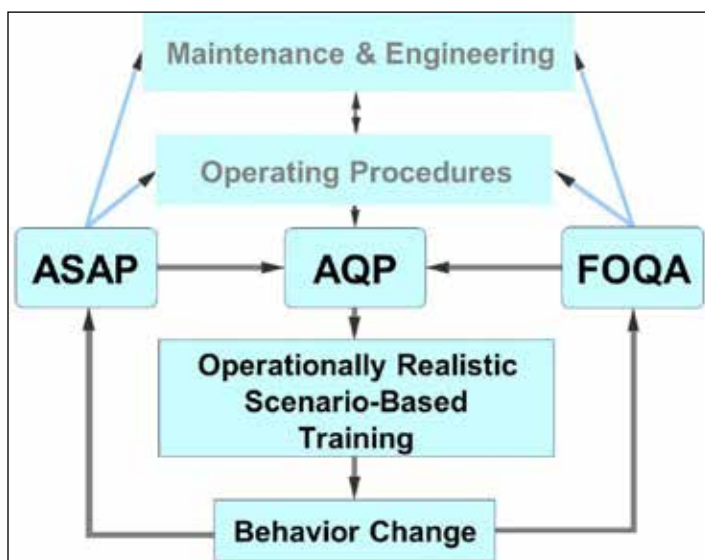 Maintenance & Engineering
Operating Procedures
ASAP
AQP
FOQA
Operationally Realistic
Scenario-Based
Training
Behavior Change